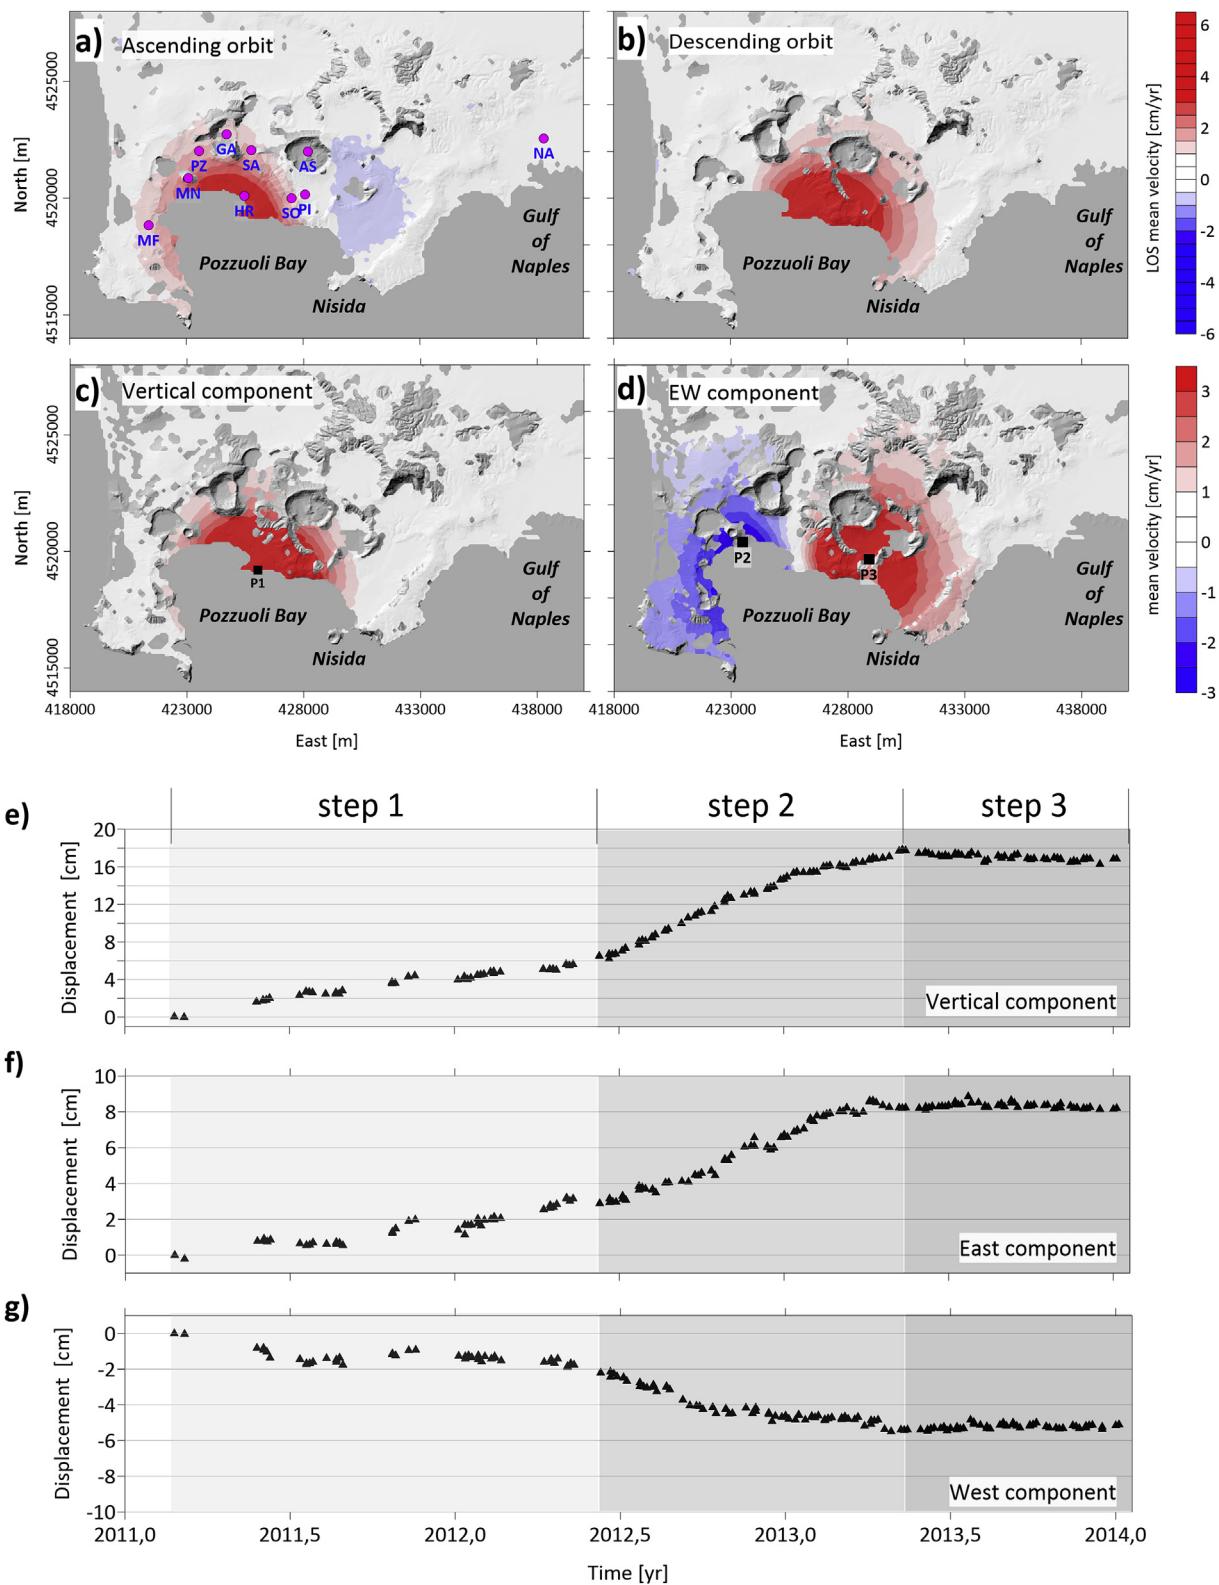 a) Ascending orbit
b) Descending orbit
North [m]
4525000
4520000
4515000
GA
PZ
SA
AS
MN
HR
SO
PI
MF
NA
Pozzuoli Bay
Nisida
Gulf
of
Naples
Pozzuoli Bay
Nisida
Gulf
of
Naples
6
4
2
0
-2
-4
-6
LOS mean velocity [cm/yr]
c) Vertical component
d) EW component
North [m]
4525000
4520000
4515000
P1
Pozzuoli Bay
Nisida
Gulf
of
Naples
P2
P3
Pozzuoli Bay
Nisida
Gulf
of
Naples
3
2
1
0
-1
-2
-3
mean velocity [cm/yr]
418000 423000 428000 433000 438000
418000 423000 428000 433000 438000
East [m]
East [m]
e)
step 1 step 2 step 3
Displacement [cm]
20
16
12
8
4
0
Vertical component
f)
Displacement [cm]
10
8
6
4
2
0
East component
g)
Displacement [cm]
0
-2
-4
-6
-8
-10
West component
2011,0 2011,5 2012,0 2012,5 2013,0 2013,5 2014,0
Time [yr]